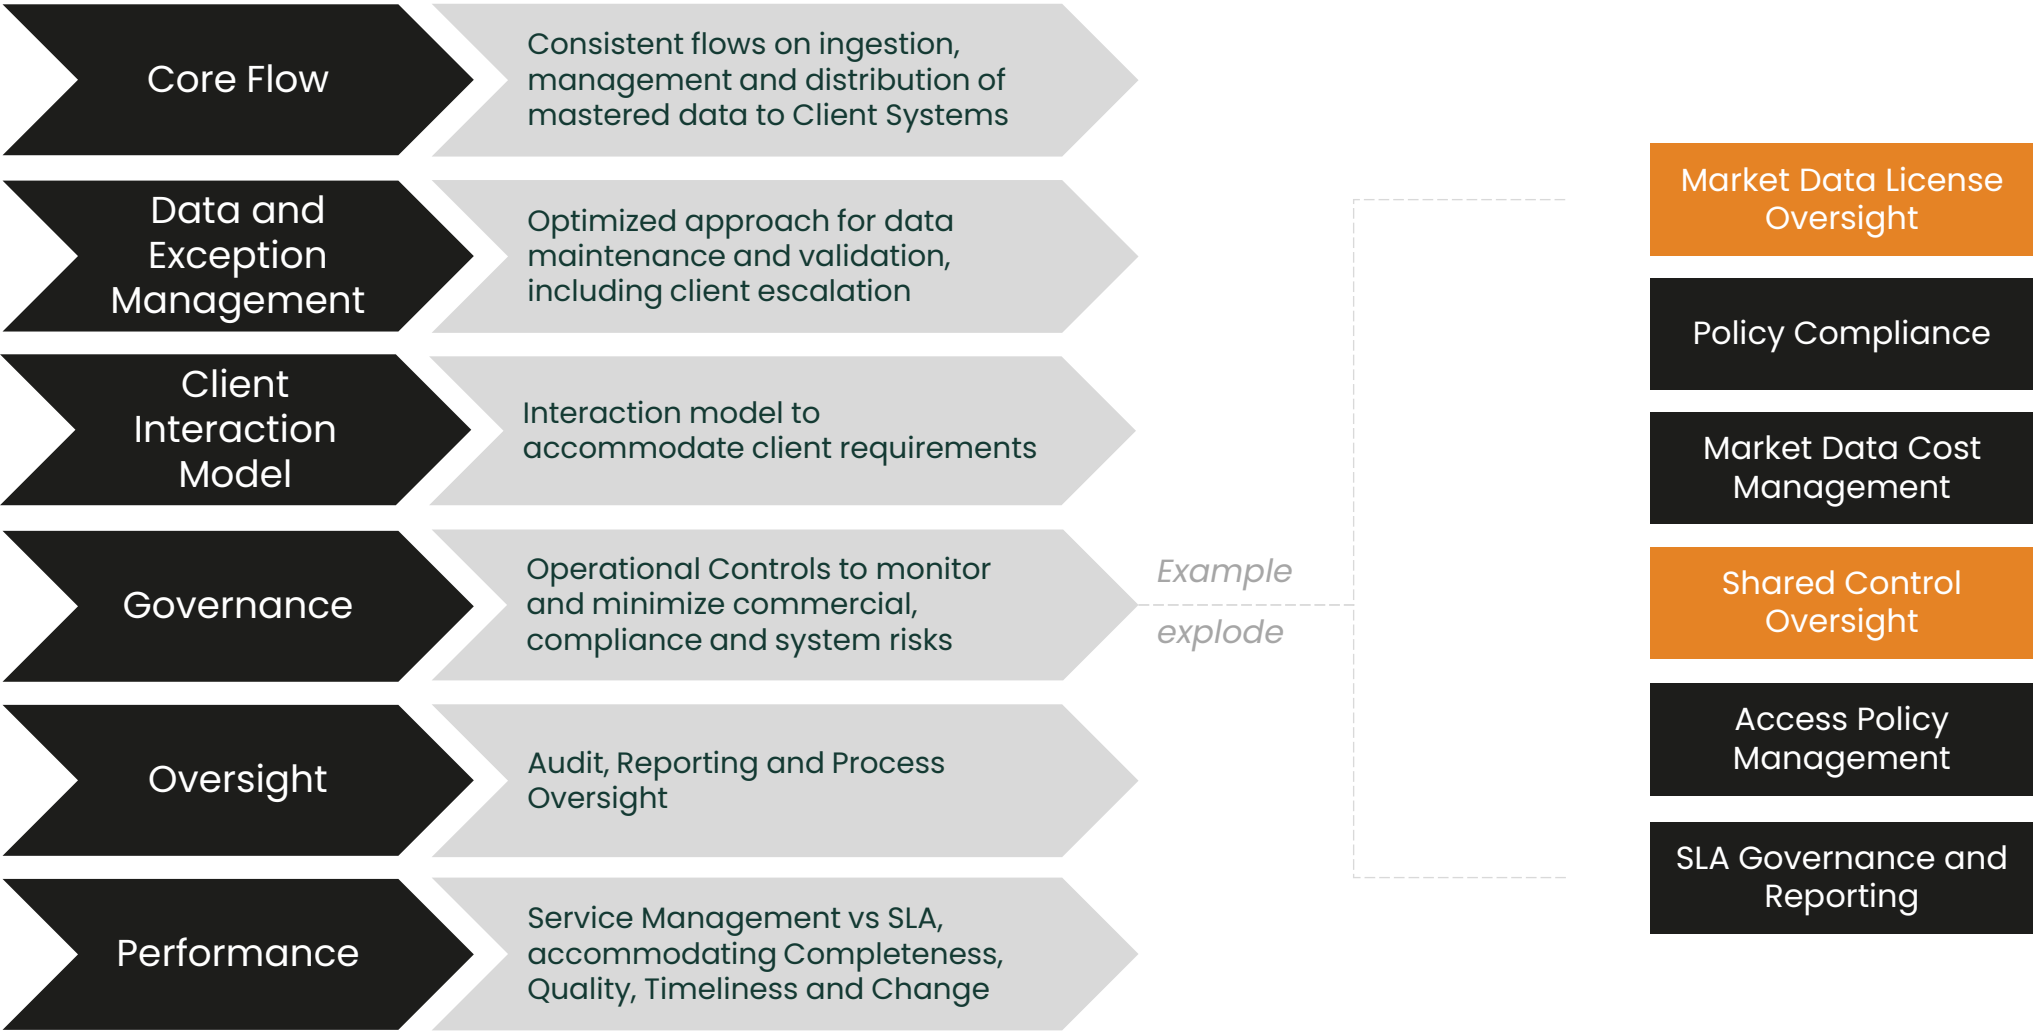 Core Flow
Consistent flows on ingestion,
management and distribution of
mastered data to Client Systems
Data and
Exception
Management
Optimized approach for data
maintenance and validation,
including client escalation
Client
Interaction
Model
Interaction model to
accommodate client requirements
Governance
Operational Controls to monitor
and minimize commercial,
compliance and system risks
Example
explode
Oversight
Audit, Reporting and Process
Oversight
Performance
Service Management vs SLA,
accommodating Completeness,
Quality, Timeliness and Change
Market Data License
Oversight
Policy Compliance
Market Data Cost
Management
Shared Control
Oversight
Access Policy
Management
SLA Governance and
Reporting